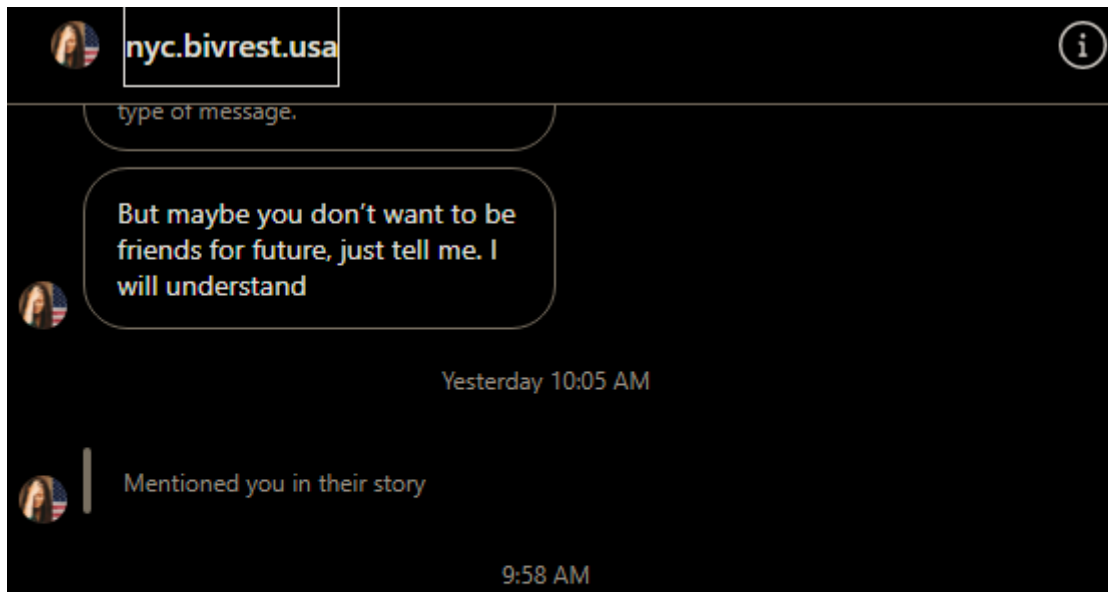 nyc.bivrest.usa
type of message.
But maybe you don’t want to be
friends for future, just tell me. I
will understand
Yesterday 10:05 AM
Mentioned you in their story
9:58 AM